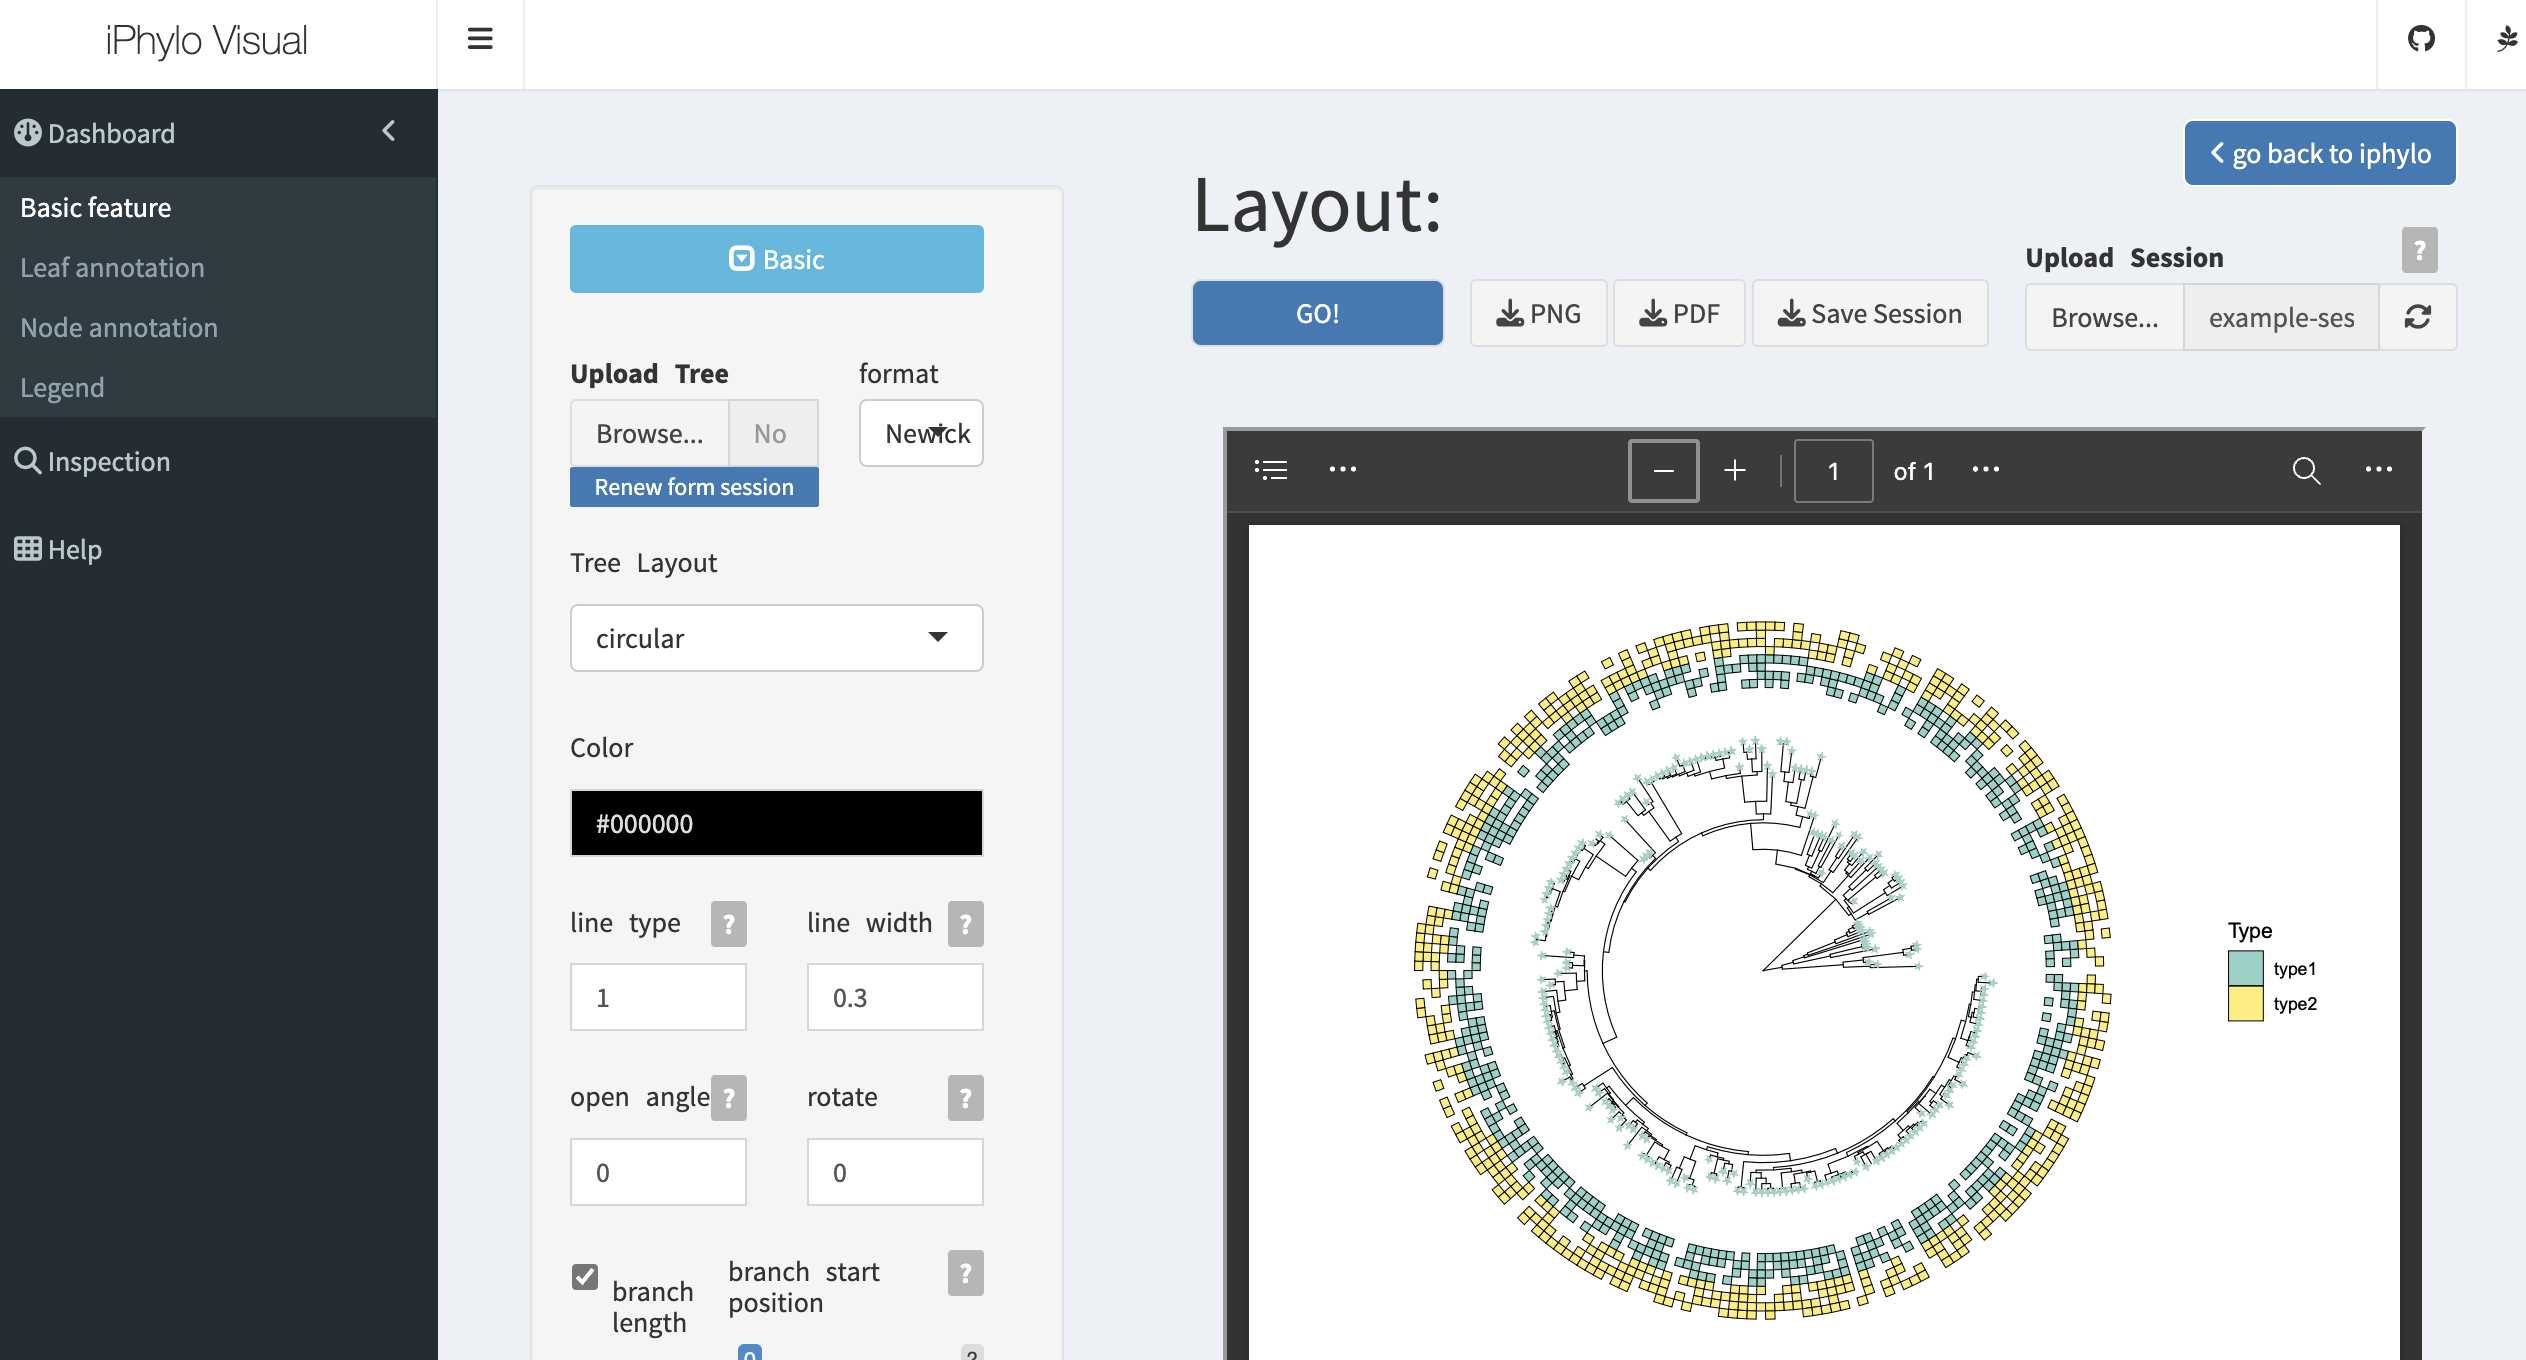 iPhylo Visual
Dashboard
Basic feature
Leaf annotation
Node annotation
Legend
Inspection
Help
Basic
Upload Tree
format
Browse...
No
Newick
Renew form session
Tree Layout
circular
Color
#000000
line type
?
line width
?
1
0.3
open angle
?
rotate
?
0
0
branch length
branch start position
?
0
2
go back to iphylo
Layout:
Upload Session
?
GO!
PNG
PDF
Save Session
Browse...
example-ses
1
of 1
Type
type1
type2